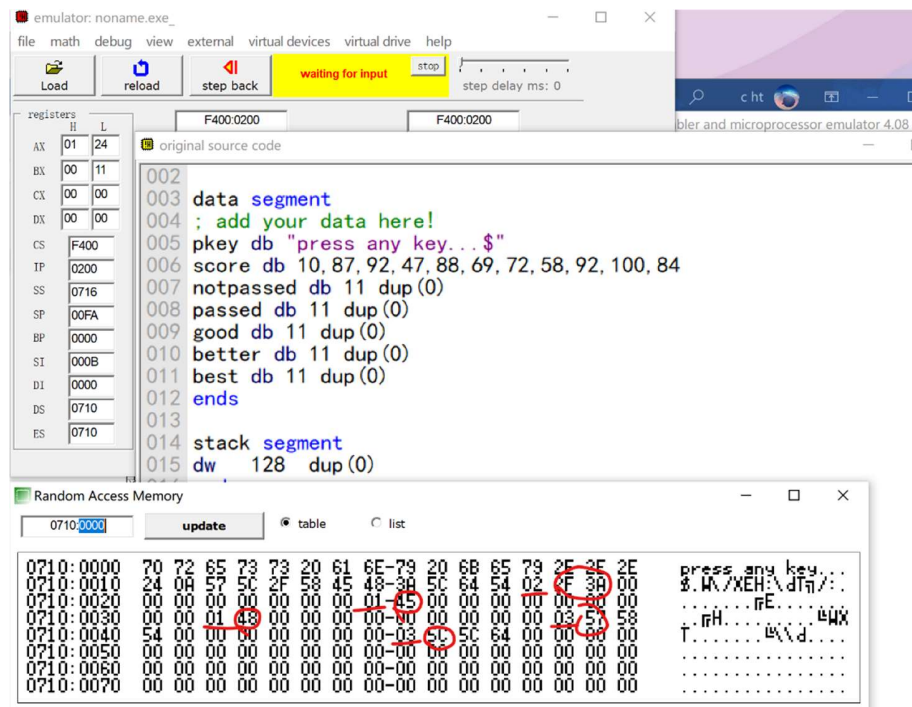 emulator: noname.exe_
file math debug view external virtual devices virtual drive help
Load reload step back waiting for input stop step delay ms: 0
c ht
bler and microprocessor emulator 4.08
registers F400:0200 F400:0200
H L
AX 01 24
BX 00 11
CX 00 00
DX 00 00
CS F400
IP 0200
SS 0716
SP 00FA
BP 0000
SI 000B
DI 0000
DS 0710
ES 0710
original source code
002
003 data segment
004 ; add your data here!
005 pkey db "press any key...$"
006 score db 10,87,92,47,88,69,72,58,92,100,84
007 notpassed db 11 dup(0)
008 passed db 11 dup(0)
009 good db 11 dup(0)
010 better db 11 dup(0)
011 best db 11 dup(0)
012 ends
013
014 stack segment
015 dw 128 dup(0)
Random Access Memory
0710:0000 update table list
0710:0000 70 72 65 73 73 20 61 6E-79 20 6B 65 79 2E 2E 2E press any key...
0710:0010 24 0A 57 5C 2F 58 45 48-3A 5C 64 54 02 2F 3A 00
0710:0020 00 00 00 00 00 00 00 01-45 00 00 00 00 00 00 00
0710:0030 00 00 01 48 00 00 00 00-00 00 00 00 00 03 57 58
0710:0040 54 00 00 00 00 00 00 00-03 5C 5C 64 00 00 00 00
0710:0050 00 00 00 00 00 00 00 00-00 00 00 00 00 00 00 00 ................
0710:0060 00 00 00 00 00 00 00 00-00 00 00 00 00 00 00 00 ................
0710:0070 00 00 00 00 00 00 00 00-00 00 00 00 00 00 00 00 ................